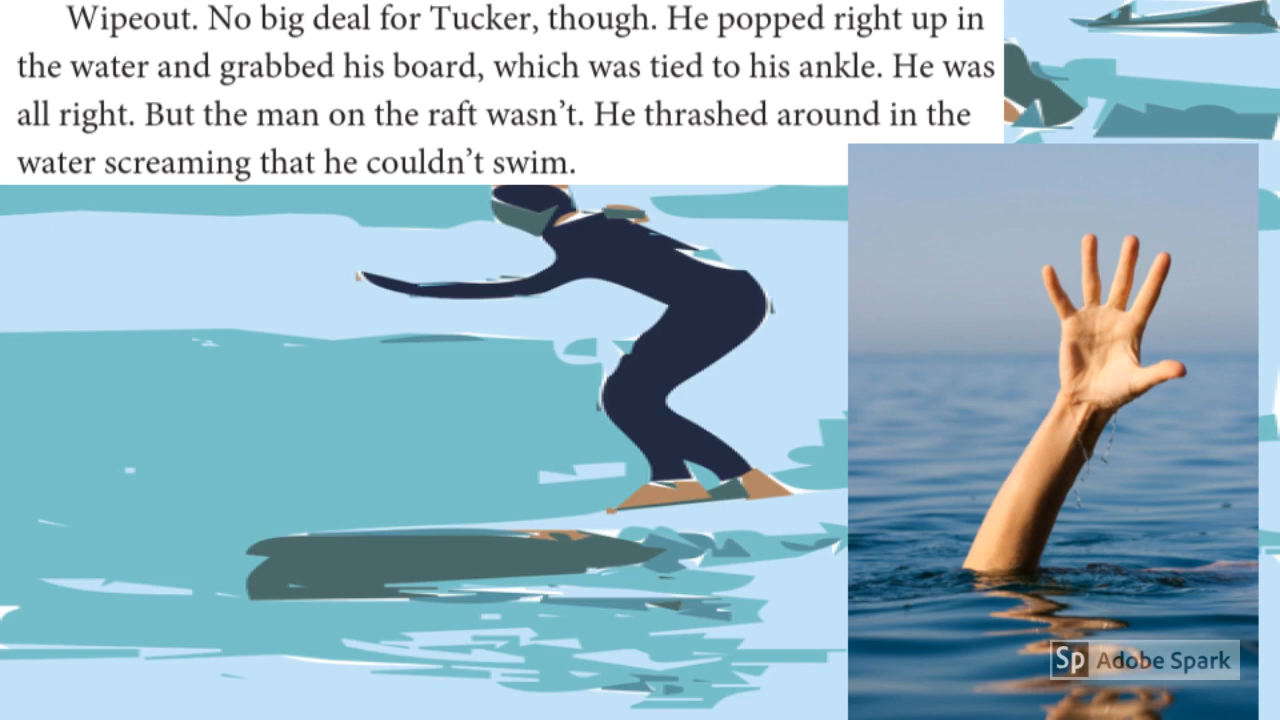 Wipeout. No big deal for Tucker, though. He popped right up in
the water and grabbed his board, which was tied to his ankle. He was
all right. But the man on the raft wasn’t. He thrashed around in the
water screaming that he couldn’t swim.
Sp Adobe Spark